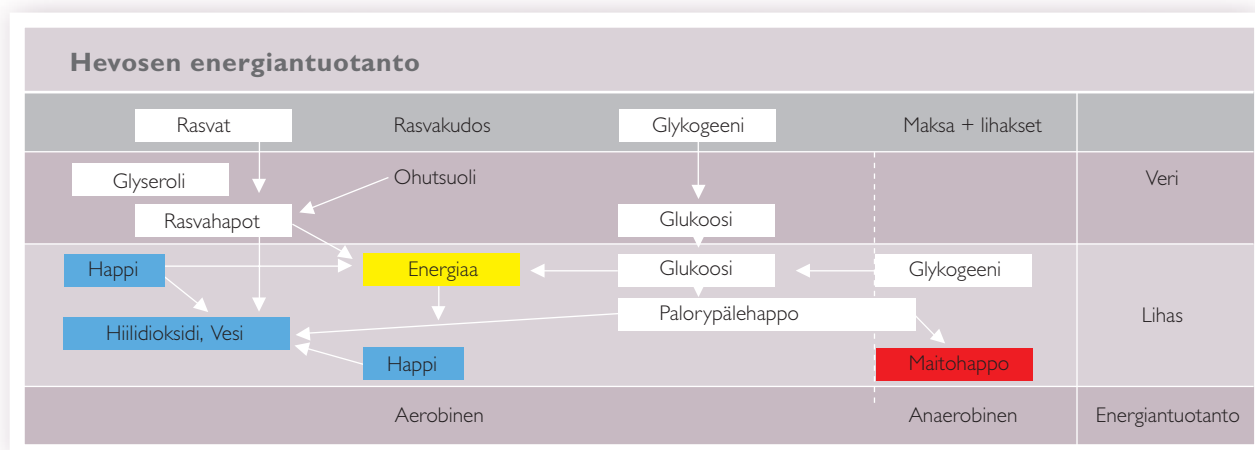 Hevosen energiantuotanto
Rasvat Rasvakudos Glykogeeni Maksa + lihakset
Glyseroli Ohutsuoli Veri
Rasvahapot Glukoosi
Happi Energiaa Glukoosi Glykogeeni
Palorypälehappo Lihas
Hiilidioksidi, Vesi
Happi Maitohappo
Aerobinen Anaerobinen Energiantuotanto